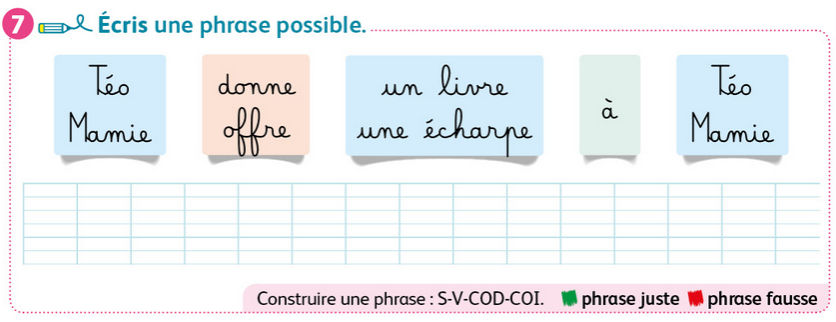 7 Écris une phrase possible.
Téo donne un livre à Téo
Mamie offre une écharpe Mamie
Construire une phrase : S-V-COD-COI. phrase juste phrase fausse